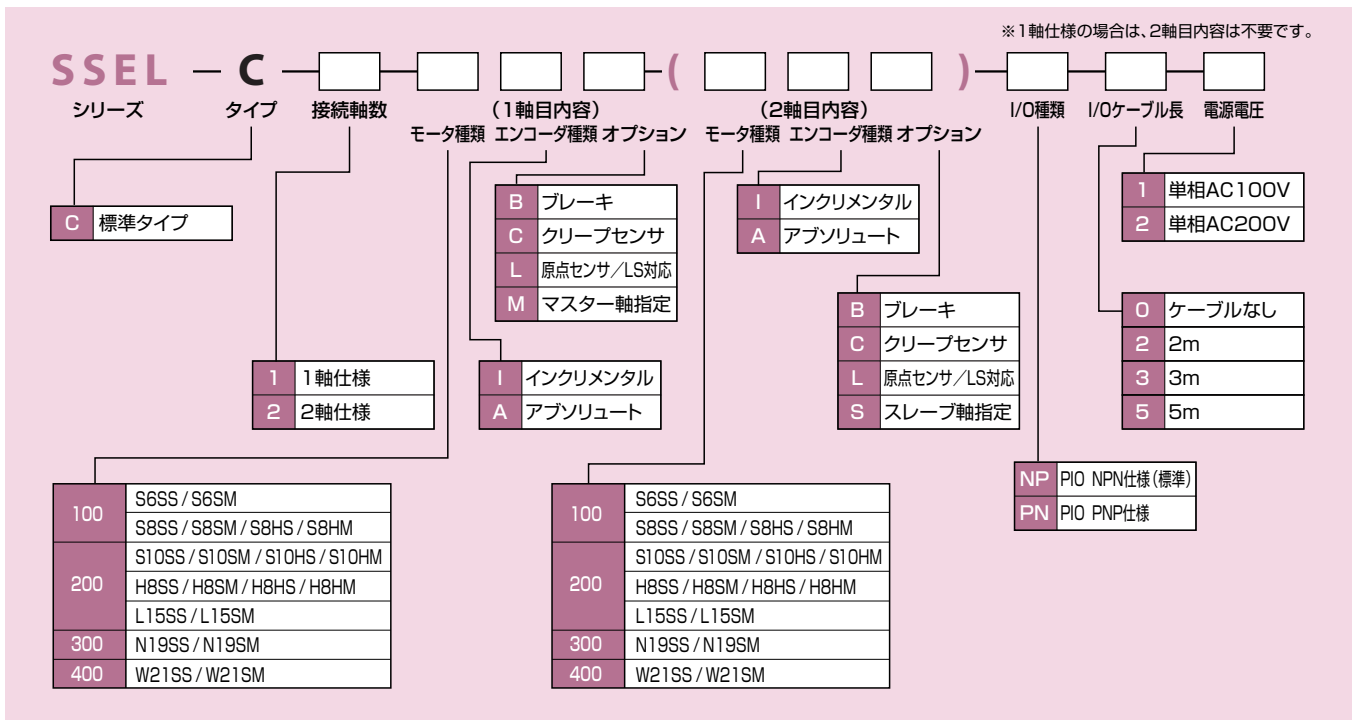 ※1軸仕様の場合は、2軸目内容は不要です。
SSEL － C － － －( )－ － －
シリーズ タイプ 接続軸数 (1軸目内容) (2軸目内容) I/O種類 I/Oケーブル長 電源電圧
モータ種類 エンコーダ種類 オプション モータ種類 エンコーダ種類 オプション
C 標準タイプ
1 1軸仕様
2 2軸仕様
100 S6SS / S6SM
S8SS / S8SM / S8HS / S8HM
200 S10SS / S10SM / S10HS / S10HM
H8SS / H8SM / H8HS / H8HM
L15SS / L15SM
300 N19SS / N19SM
400 W21SS / W21SM
I インクリメンタル
A アブソリュート
B ブレーキ
C クリープセンサ
L 原点センサ／LS対応
M マスター軸指定
100 S6SS / S6SM
S8SS / S8SM / S8HS / S8HM
200 S10SS / S10SM / S10HS / S10HM
H8SS / H8SM / H8HS / H8HM
L15SS / L15SM
300 N19SS / N19SM
400 W21SS / W21SM
I インクリメンタル
A アブソリュート
B ブレーキ
C クリープセンサ
L 原点センサ／LS対応
S スレーブ軸指定
NP PIO NPN仕様(標準)
PN PIO PNP仕様
0 ケーブルなし
2 2m
3 3m
5 5m
1 単相AC100V
2 単相AC200V